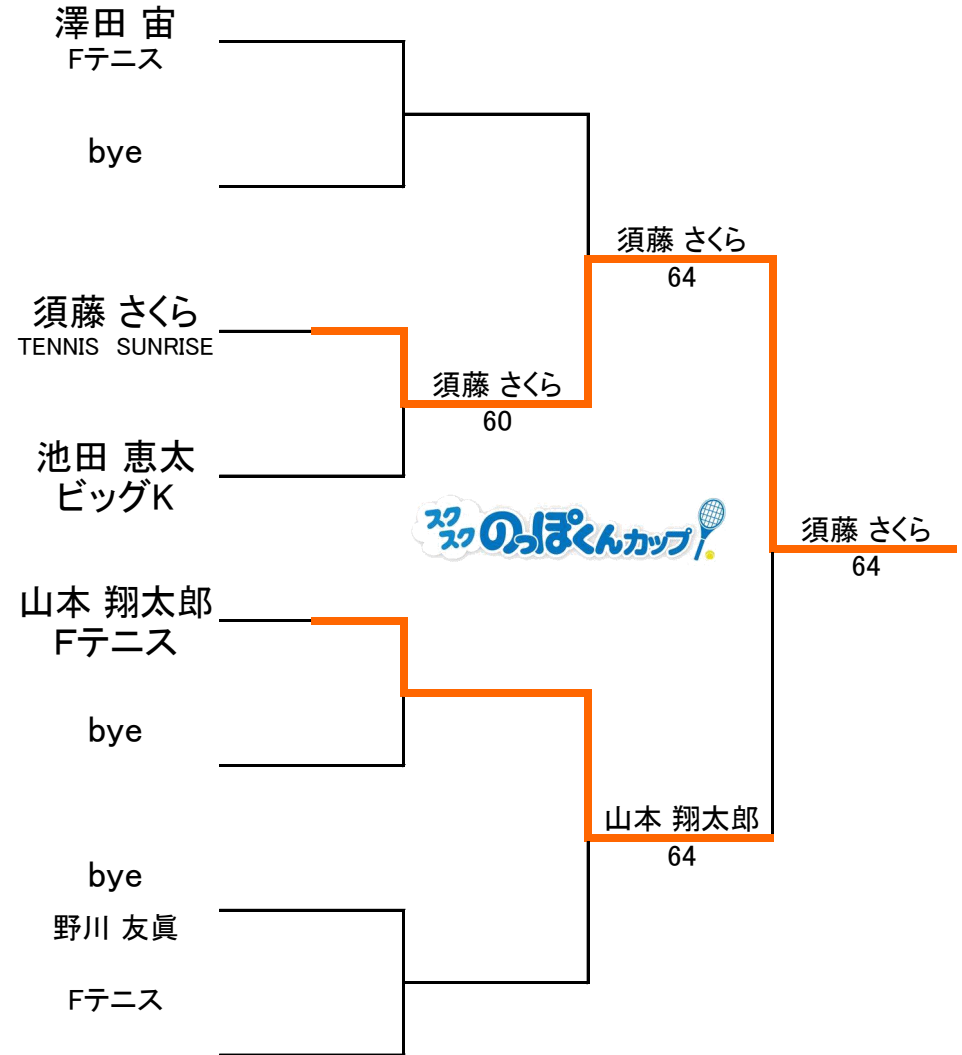 澤田 宙
Fテニス
bye
須藤 さくら
64
須藤 さくら
TENNIS SUNRISE
須藤 さくら
60
池田 恵太
ビッグK
スクスクのっぽくんカップ!
須藤 さくら
64
山本 翔太郎
Fテニス
bye
山本 翔太郎
64
bye
野川 友眞
Fテニス